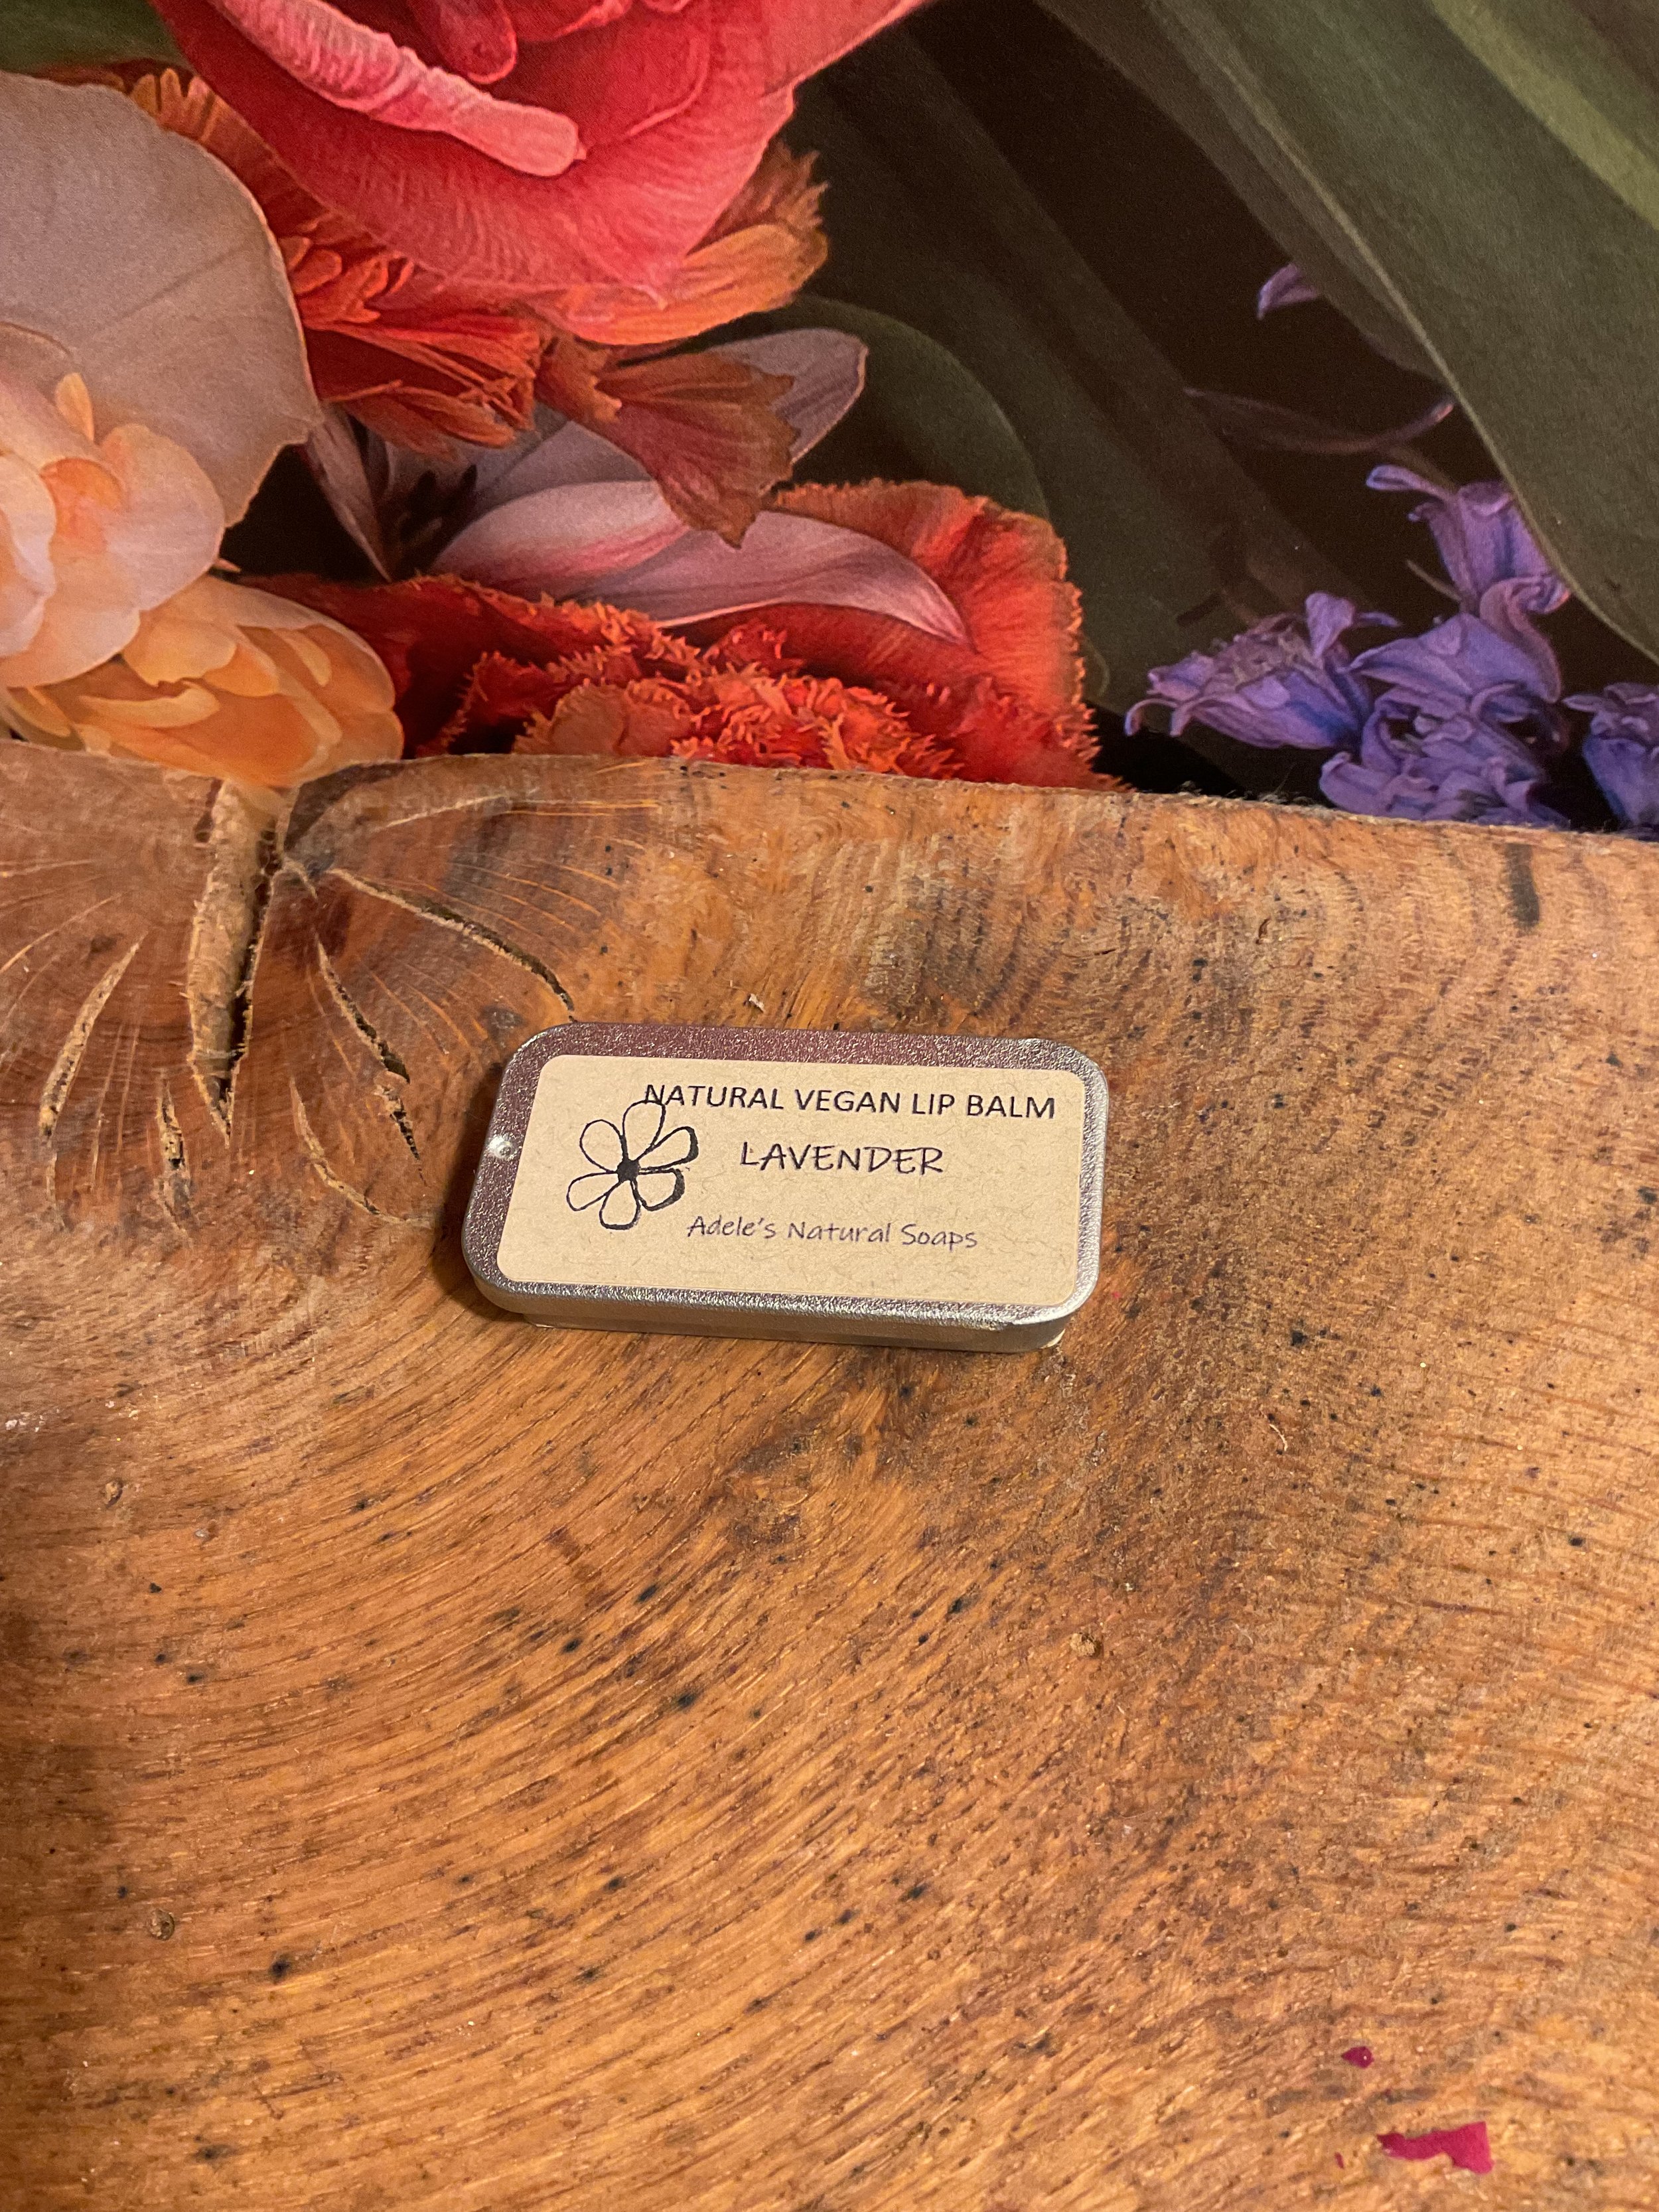 NATURAL VEGAN LIP BALM
LAVENDER
Adele's Natural Soaps